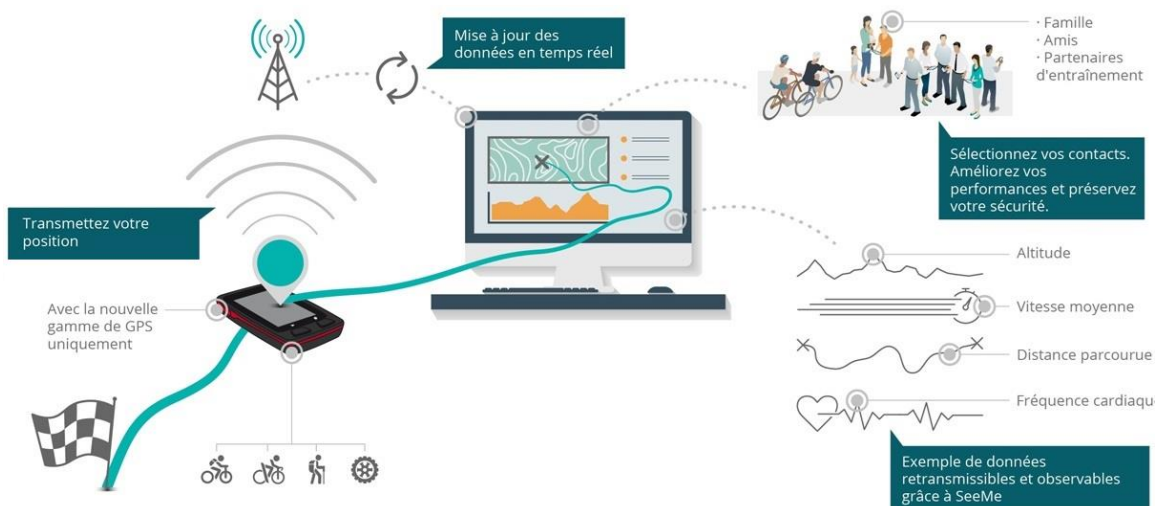 Mise à jour des
données en temps réel
· Famille
· Amis
· Partenaires
d'entraînement
Sélectionnez vos contacts.
Améliorez vos
performances et préservez
votre sécurité.
Transmettez votre
position
Avec la nouvelle
gamme de GPS
uniquement
Altitude
Vitesse moyenne
Distance parcourue
Fréquence cardiaqu
Exemple de données
retransmissibles et observables
grâce à SeeMe